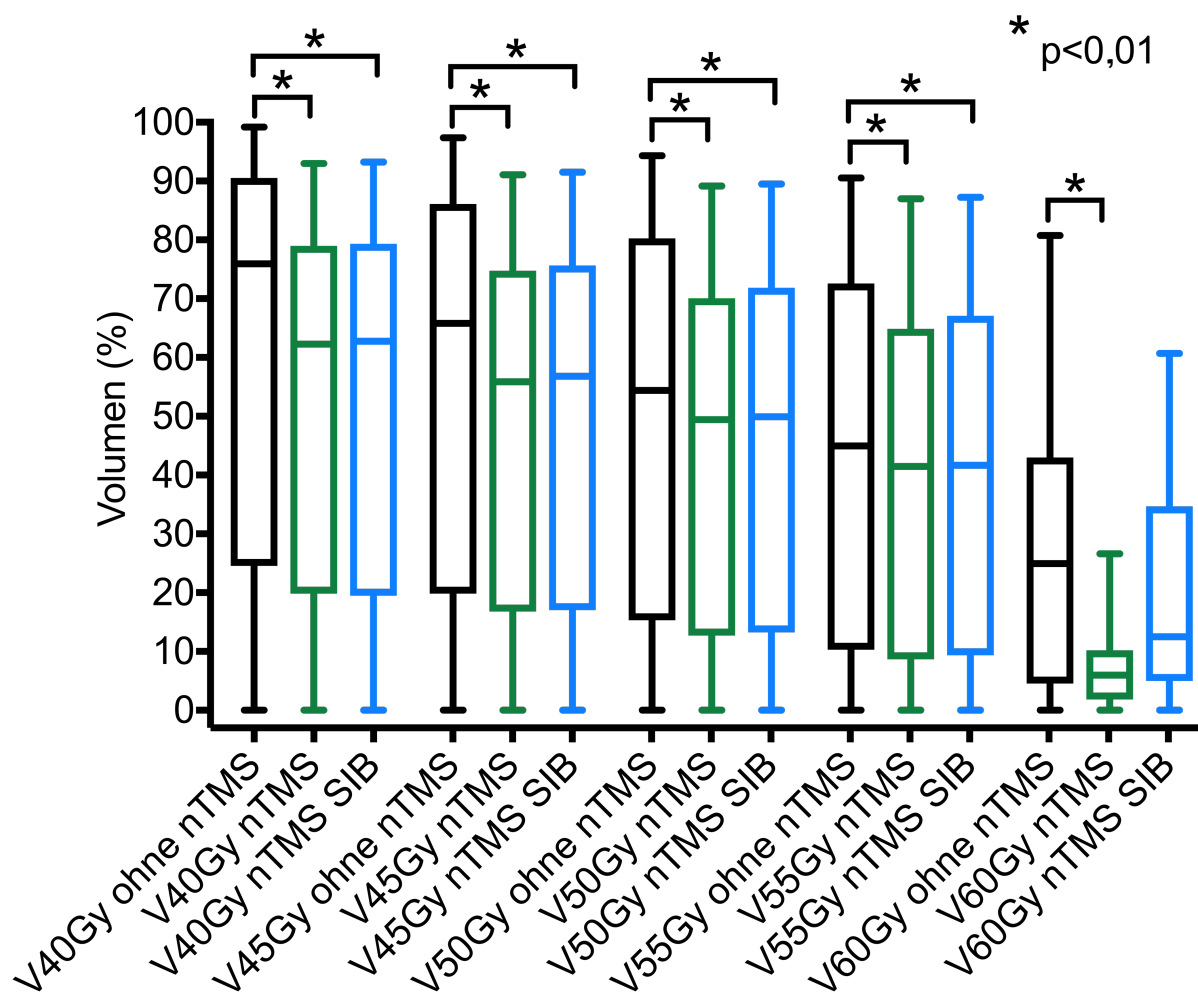 *
*
*
*
*
*
*
*
*
* p<0,01
Volumen (%)
100
90
80
70
60
50
40
30
20
10
0
V40Gy ohne nTMS
V40Gy nTMS
V40Gy nTMS SIB
V45Gy ohne nTMS
V45Gy nTMS
V45Gy nTMS SIB
V50Gy ohne nTMS
V50Gy nTMS
V50Gy nTMS SIB
V55Gy ohne nTMS
V55Gy nTMS
V55Gy nTMS SIB
V60Gy ohne nTMS
V60Gy nTMS
V60Gy nTMS SIB